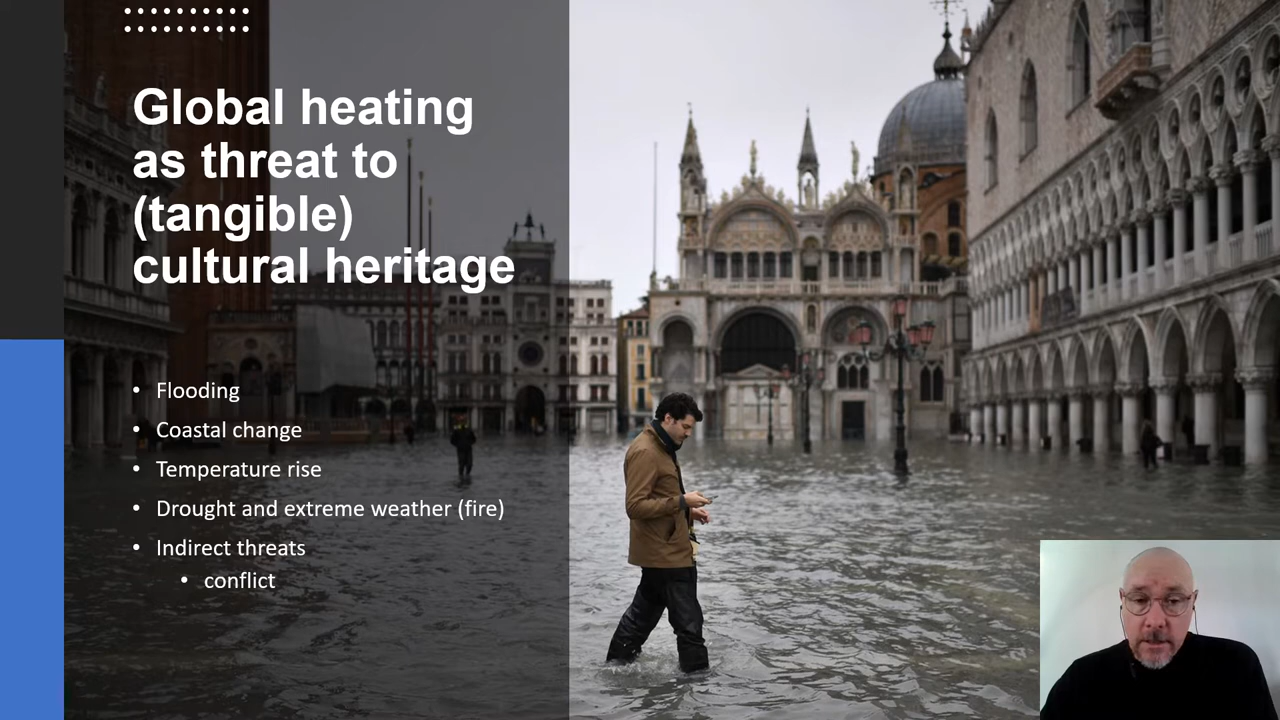 Global heating
as threat to
(tangible)
cultural heritage
• Flooding
• Coastal change
• Temperature rise
• Drought and extreme weather (fire)
• Indirect threats
• conflict